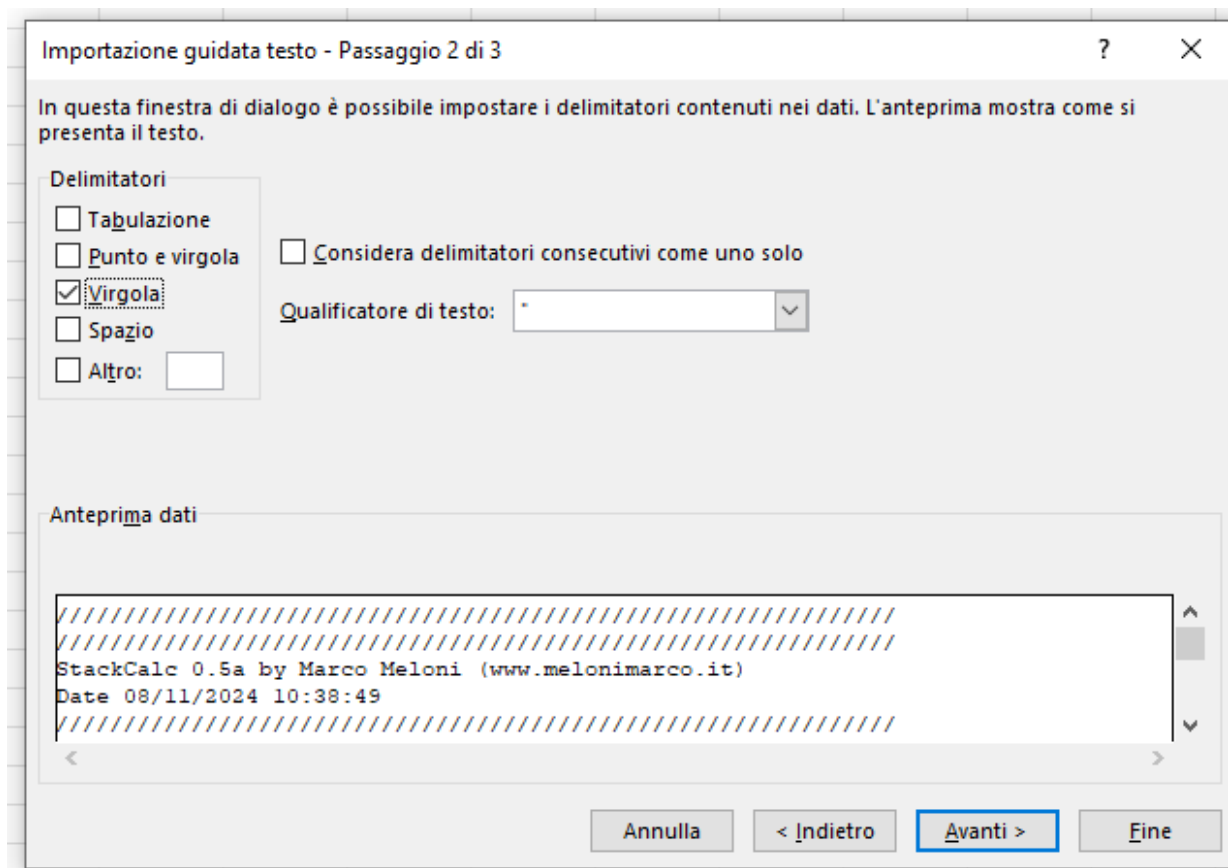 Importazione guidata testo - Passaggio 2 di 3
?
In questa finestra di dialogo è possibile impostare i delimitatori contenuti nei dati. L'anteprima mostra come si
presenta il testo.
Delimitatori
Tabulazione
Punto e virgola
Virgola
Spazio
Altro:
Considera delimitatori consecutivi come uno solo
Qualificatore di testo: "
Anteprima dati
////////////////////////////////////////////////////////////////
////////////////////////////////////////////////////////////////
StackCalc 0.5a by Marco Meloni (www.melonimarco.it)
Date 08/11/2024 10:38:49
////////////////////////////////////////////////////////////////
Annulla
< Indietro
Avanti >
Fine